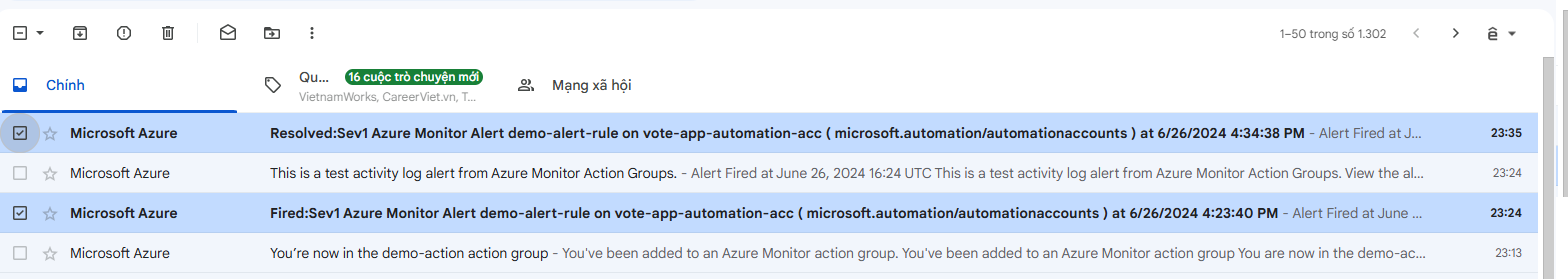 1–50 trong số 1.302
Chính
Qu... 16 cuộc trò chuyện mới
VietnamWorks, CareerViet.vn, T...
Mạng xã hội
Microsoft Azure Resolved:Sev1 Azure Monitor Alert demo-alert-rule on vote-app-automation-acc ( microsoft.automation/automationaccounts ) at 6/26/2024 4:34:38 PM - Alert Fired at J... 23:35
Microsoft Azure This is a test activity log alert from Azure Monitor Action Groups. - Alert Fired at June 26, 2024 16:24 UTC This is a test activity log alert from Azure Monitor Action Groups. View the al... 23:24
Microsoft Azure Fired:Sev1 Azure Monitor Alert demo-alert-rule on vote-app-automation-acc ( microsoft.automation/automationaccounts ) at 6/26/2024 4:23:40 PM - Alert Fired at June ... 23:24
Microsoft Azure You're now in the demo-action action group - You've been added to an Azure Monitor action group. You've been added to an Azure Monitor action group You are now in the demo-ac... 23:13